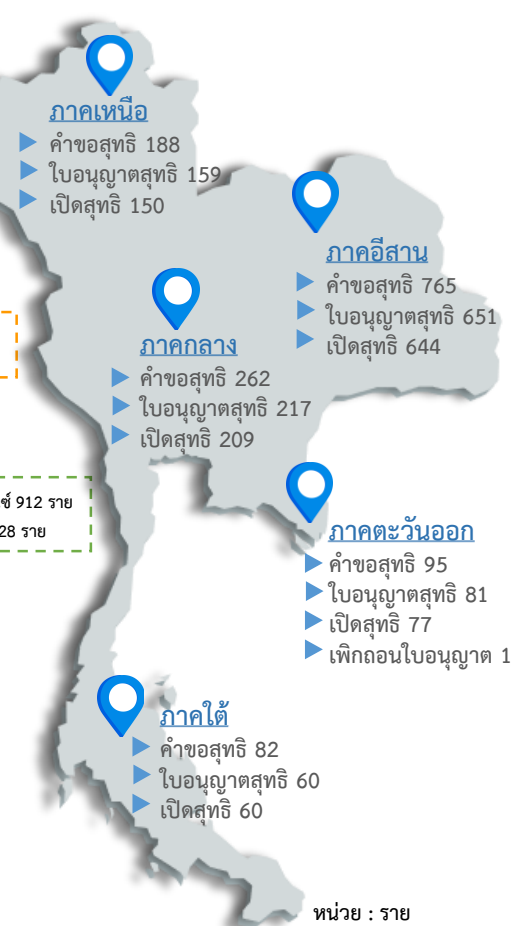 ภาคเหนือ
คำขอสุทธิ 188
ใบอนุญาตสุทธิ 159
เปิดสุทธิ 150
ภาคอีสาน
คำขอสุทธิ 765
ใบอนุญาตสุทธิ 651
เปิดสุทธิ 644
ภาคกลาง
คำขอสุทธิ 262
ใบอนุญาตสุทธิ 217
เปิดสุทธิ 209
912 ราย
28 ราย
ภาคตะวันออก
คำขอสุทธิ 95
ใบอนุญาตสุทธิ 81
เปิดสุทธิ 77
เพิกถอนใบอนุญาต 1
ภาคใต้
คำขอสุทธิ 82
ใบอนุญาตสุทธิ 60
เปิดสุทธิ 60
หน่วย : ราย